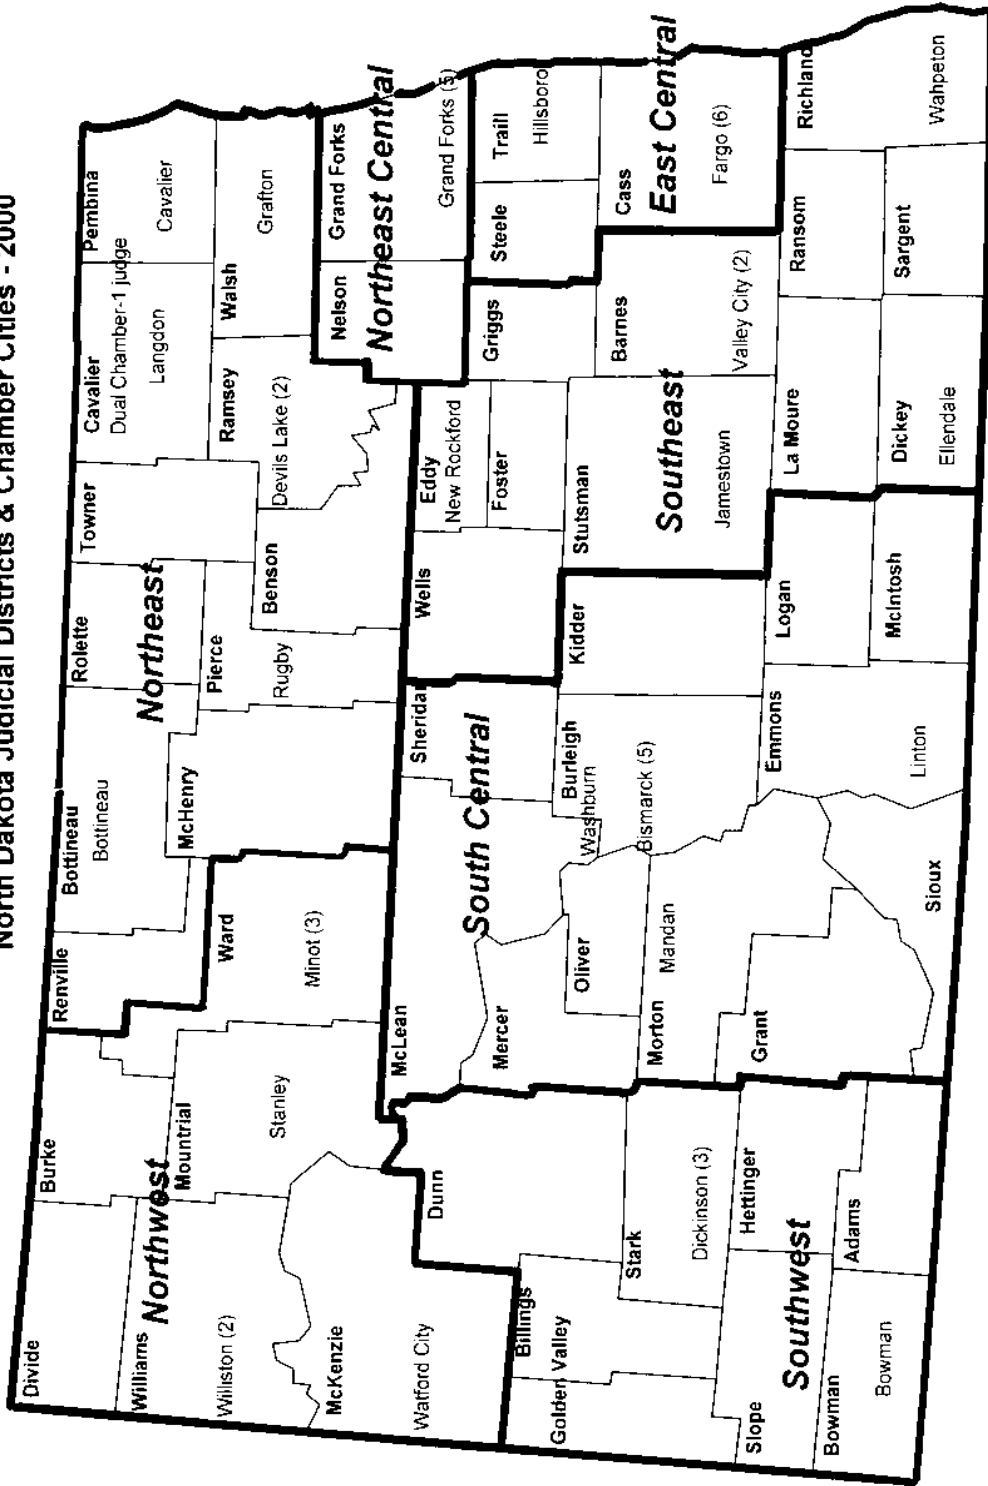 North Dakota Judicial Districts & Chamber Cities - 2000
Divide
Burke
Renville
Bottineau
Bottineau
Rolette
Towner
Cavalier
Dual Chamber-1 judge
Langdon
Pembina
Cavalier
Williams
Northwest
Williston (2)
Mountrial
Stanley
Ward
Minot (3)
McHenry
Northeast
Pierce
Rugby
Benson
Ramsey
Devils Lake (2)
Walsh
Grafton
McKenzie
Watford City
Nelson
Grand Forks
Northeast Central
Grand Forks (5)
Dunn
McLean
Sheridan
Wells
Eddy
New Rockford
Foster
Griggs
Steele
Traill
Hillsboro
Billings
Golden Valley
Mercer
South Central
Oliver
Washburn
Burleigh
Bismarck (5)
Kidder
Stutsman
Southeast
Jamestown
Barnes
Valley City (2)
Cass
East Central
Fargo (6)
Stark
Dickinson (3)
Morton
Mandan
Slope
Hettinger
Southwest
Grant
Emmons
Linton
Logan
La Moure
Ransom
Richland
Wahpeton
Bowman
Bowman
Adams
Sioux
McIntosh
Dickey
Ellendale
Sargent